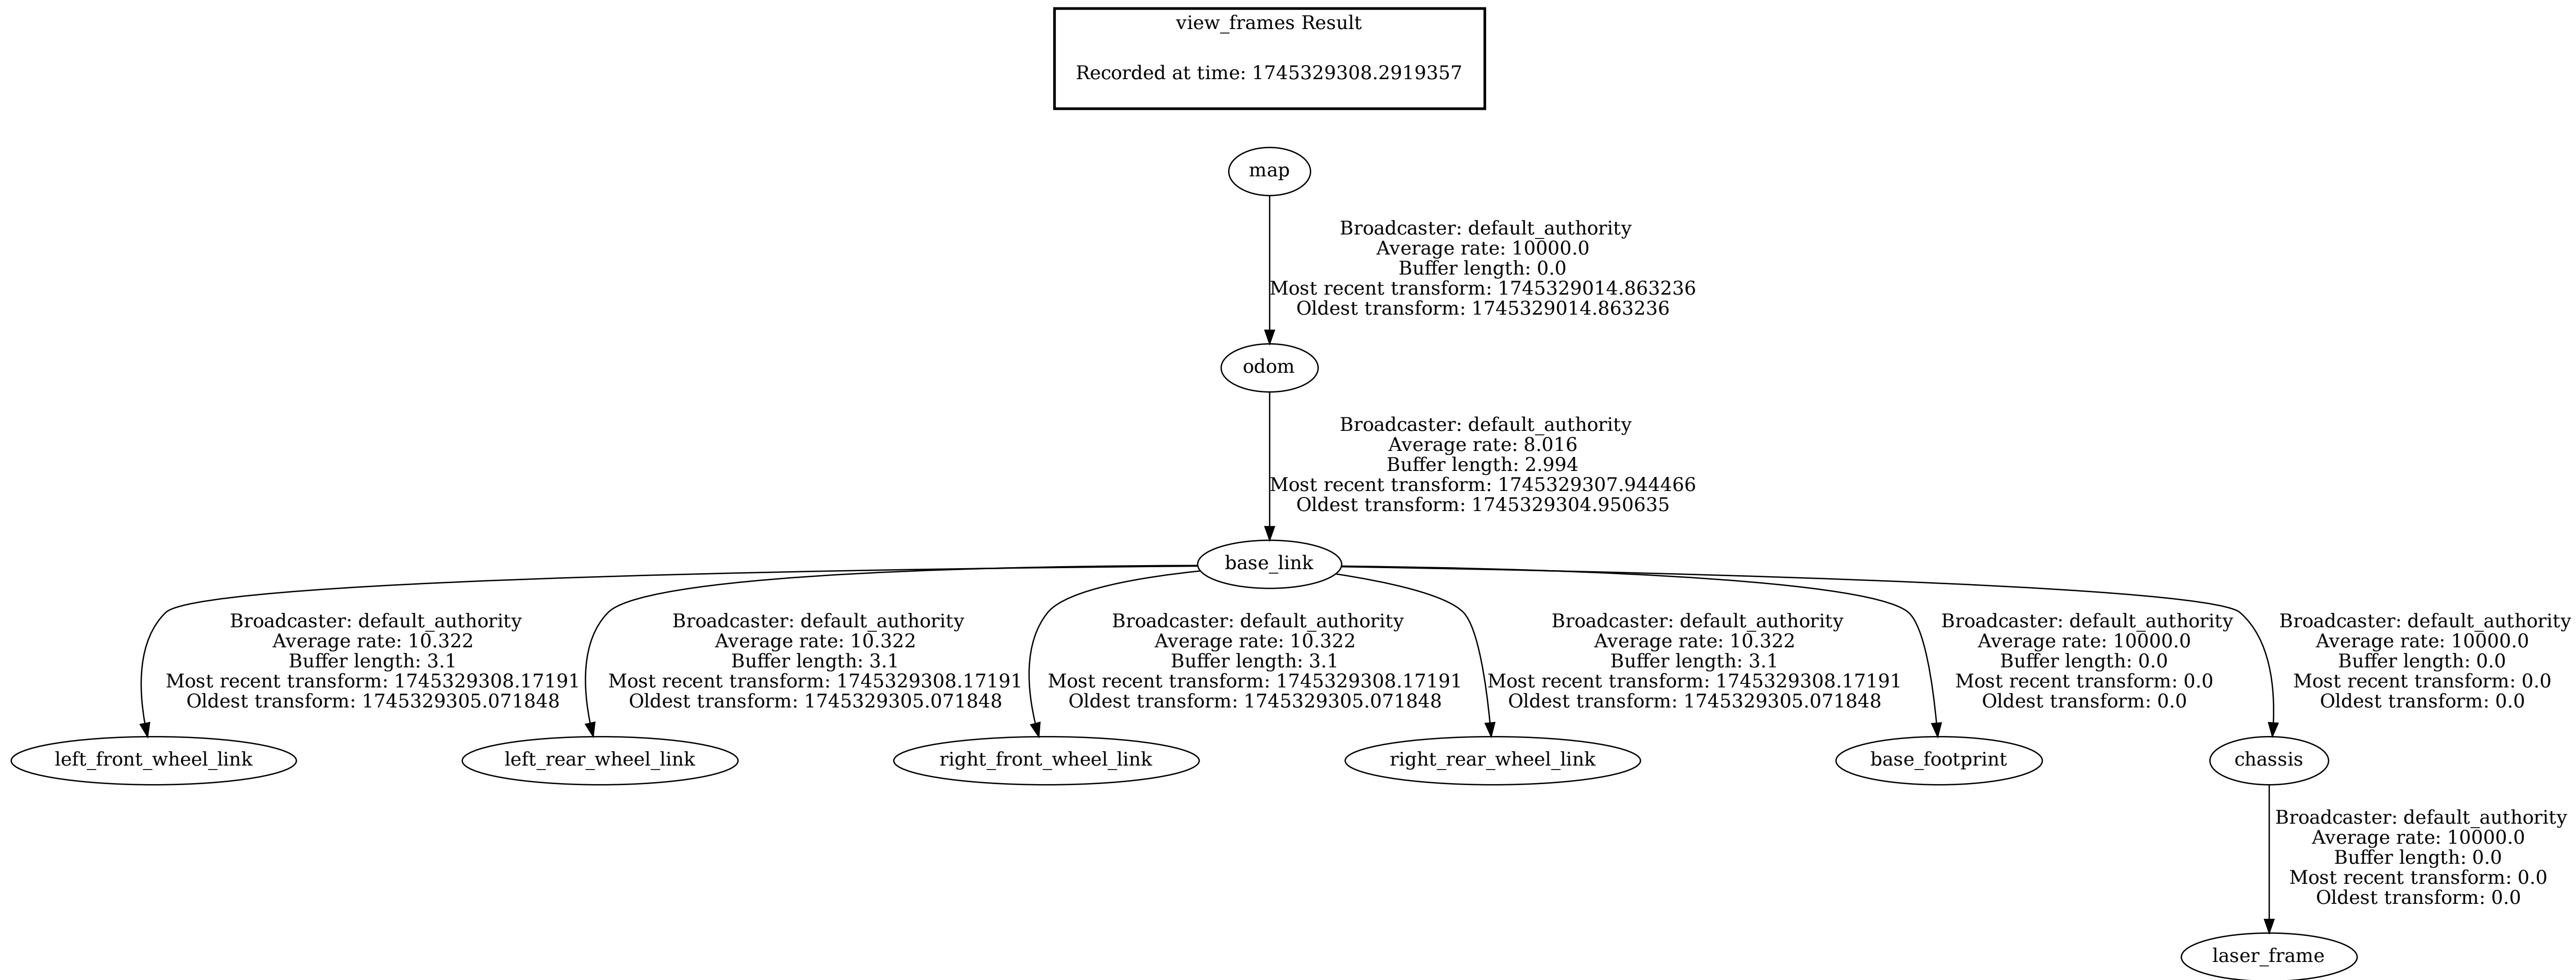 view_frames Result
Recorded at time: 1745329308.2919357
map
Broadcaster: default_authority
Average rate: 10000.0
Buffer length: 0.0
Most recent transform: 1745329014.863236
Oldest transform: 1745329014.863236
odom
Broadcaster: default_authority
Average rate: 8.016
Buffer length: 2.994
Most recent transform: 1745329307.944466
Oldest transform: 1745329304.950635
base_link
Broadcaster: default_authority
Average rate: 10.322
Buffer length: 3.1
Most recent transform: 1745329308.17191
Oldest transform: 1745329305.071848
Broadcaster: default_authority
Average rate: 10.322
Buffer length: 3.1
Most recent transform: 1745329308.17191
Oldest transform: 1745329305.071848
Broadcaster: default_authority
Average rate: 10.322
Buffer length: 3.1
Most recent transform: 1745329308.17191
Oldest transform: 1745329305.071848
Broadcaster: default_authority
Average rate: 10.322
Buffer length: 3.1
Most recent transform: 1745329308.17191
Oldest transform: 1745329305.071848
Broadcaster: default_authority
Average rate: 10000.0
Buffer length: 0.0
Most recent transform: 0.0
Oldest transform: 0.0
Broadcaster: default_authority
Average rate: 10000.0
Buffer length: 0.0
Most recent transform: 0.0
Oldest transform: 0.0
left_front_wheel_link
left_rear_wheel_link
right_front_wheel_link
right_rear_wheel_link
base_footprint
chassis
Broadcaster: default_authority
Average rate: 10000.0
Buffer length: 0.0
Most recent transform: 0.0
Oldest transform: 0.0
laser_frame